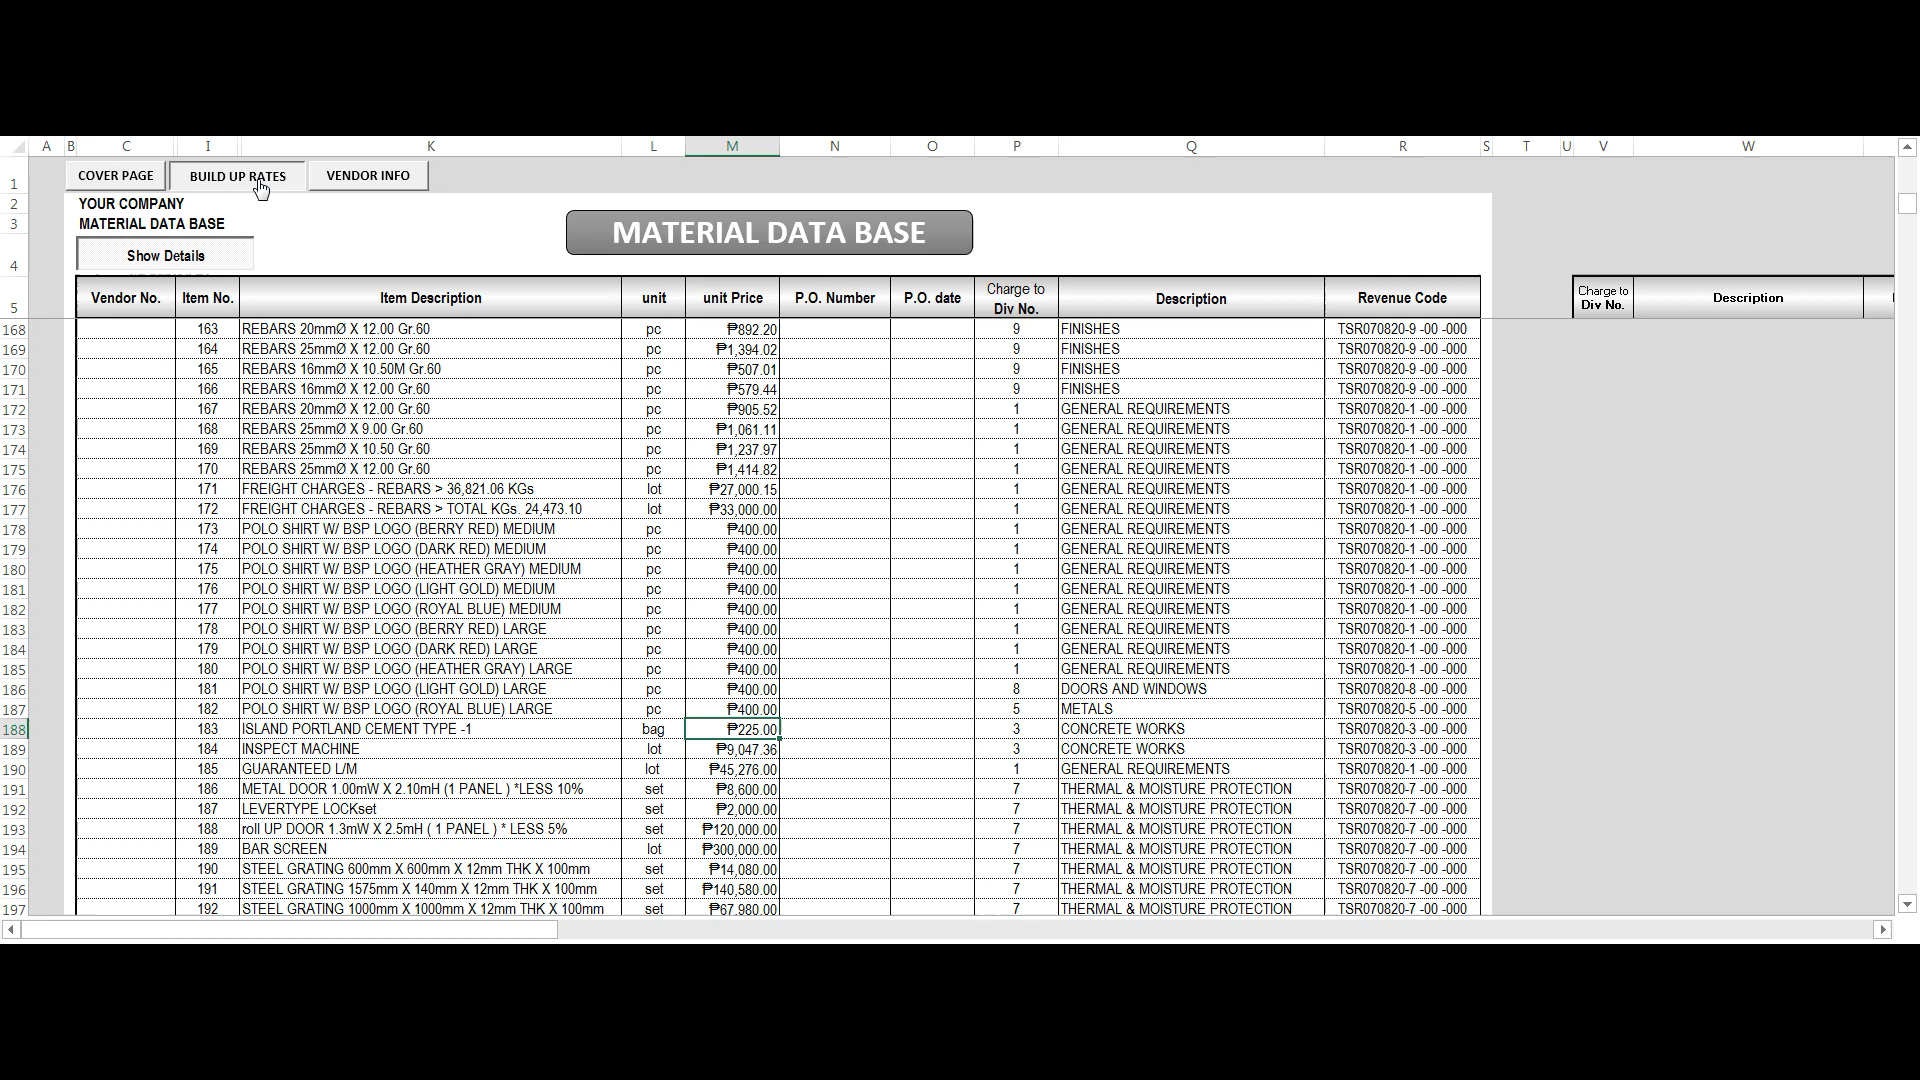 A B C I K L M N O P Q R S T U V W
1 COVER PAGE BUILD UP RATES VENDOR INFO
2 YOUR COMPANY
3 MATERIAL DATA BASE
MATERIAL DATA BASE
4 Show Details
5 Vendor No. Item No. Item Description unit unit Price P.O. Number P.O. date Charge to Div No. Description Revenue Code Charge to Div No. Description
168 163 REBARS 20mmØ X 12.00 Gr.60 pc ₱892.20 9 FINISHES TSR070820-9 -00 -000
169 164 REBARS 25mmØ X 12.00 Gr.60 pc ₱1,394.02 9 FINISHES TSR070820-9 -00 -000
170 165 REBARS 16mmØ X 10.50M Gr.60 pc ₱507.01 9 FINISHES TSR070820-9 -00 -000
171 166 REBARS 16mmØ X 12.00 Gr.60 pc ₱579.44 9 FINISHES TSR070820-9 -00 -000
172 167 REBARS 20mmØ X 12.00 Gr.60 pc ₱905.52 1 GENERAL REQUIREMENTS TSR070820-1 -00 -000
173 168 REBARS 25mmØ X 9.00 Gr.60 pc ₱1,061.11 1 GENERAL REQUIREMENTS TSR070820-1 -00 -000
174 169 REBARS 25mmØ X 10.50 Gr.60 pc ₱1,237.97 1 GENERAL REQUIREMENTS TSR070820-1 -00 -000
175 170 REBARS 25mmØ X 12.00 Gr.60 pc ₱1,414.82 1 GENERAL REQUIREMENTS TSR070820-1 -00 -000
176 171 FREIGHT CHARGES - REBARS > 36,821.06 KGs lot ₱27,000.15 1 GENERAL REQUIREMENTS TSR070820-1 -00 -000
177 172 FREIGHT CHARGES - REBARS > TOTAL KGs. 24,473.10 lot ₱33,000.00 1 GENERAL REQUIREMENTS TSR070820-1 -00 -000
178 173 POLO SHIRT W/ BSP LOGO (BERRY RED) MEDIUM pc ₱400.00 1 GENERAL REQUIREMENTS TSR070820-1 -00 -000
179 174 POLO SHIRT W/ BSP LOGO (DARK RED) MEDIUM pc ₱400.00 1 GENERAL REQUIREMENTS TSR070820-1 -00 -000
180 175 POLO SHIRT W/ BSP LOGO (HEATHER GRAY) MEDIUM pc ₱400.00 1 GENERAL REQUIREMENTS TSR070820-1 -00 -000
181 176 POLO SHIRT W/ BSP LOGO (LIGHT GOLD) MEDIUM pc ₱400.00 1 GENERAL REQUIREMENTS TSR070820-1 -00 -000
182 177 POLO SHIRT W/ BSP LOGO (ROYAL BLUE) MEDIUM pc ₱400.00 1 GENERAL REQUIREMENTS TSR070820-1 -00 -000
183 178 POLO SHIRT W/ BSP LOGO (BERRY RED) LARGE pc ₱400.00 1 GENERAL REQUIREMENTS TSR070820-1 -00 -000
184 179 POLO SHIRT W/ BSP LOGO (DARK RED) LARGE pc ₱400.00 1 GENERAL REQUIREMENTS TSR070820-1 -00 -000
185 180 POLO SHIRT W/ BSP LOGO (HEATHER GRAY) LARGE pc ₱400.00 1 GENERAL REQUIREMENTS TSR070820-1 -00 -000
186 181 POLO SHIRT W/ BSP LOGO (LIGHT GOLD) LARGE pc ₱400.00 8 DOORS AND WINDOWS TSR070820-8 -00 -000
187 182 POLO SHIRT W/ BSP LOGO (ROYAL BLUE) LARGE pc ₱400.00 5 METALS TSR070820-5 -00 -000
188 183 ISLAND PORTLAND CEMENT TYPE -1 bag ₱225.00 3 CONCRETE WORKS TSR070820-3 -00 -000
189 184 INSPECT MACHINE lot ₱9,047.36 3 CONCRETE WORKS TSR070820-3 -00 -000
190 185 GUARANTEED L/M lot ₱45,276.00 1 GENERAL REQUIREMENTS TSR070820-1 -00 -000
191 186 METAL DOOR 1.00mW X 2.10mH (1 PANEL ) *LESS 10% set ₱8,600.00 7 THERMAL & MOISTURE PROTECTION TSR070820-7 -00 -000
192 187 LEVERTYPE LOCKset set ₱2,000.00 7 THERMAL & MOISTURE PROTECTION TSR070820-7 -00 -000
193 188 roll UP DOOR 1.3mW X 2.5mH ( 1 PANEL ) * LESS 5% set ₱120,000.00 7 THERMAL & MOISTURE PROTECTION TSR070820-7 -00 -000
194 189 BAR SCREEN lot ₱300,000.00 7 THERMAL & MOISTURE PROTECTION TSR070820-7 -00 -000
195 190 STEEL GRATING 600mm X 600mm X 12mm THK X 100mm set ₱14,080.00 7 THERMAL & MOISTURE PROTECTION TSR070820-7 -00 -000
196 191 STEEL GRATING 1575mm X 140mm X 12mm THK X 100mm set ₱140,580.00 7 THERMAL & MOISTURE PROTECTION TSR070820-7 -00 -000
197 192 STEEL GRATING 1000mm X 1000mm X 12mm THK X 100mm set ₱67,980.00 7 THERMAL & MOISTURE PROTECTION TSR070820-7 -00 -000